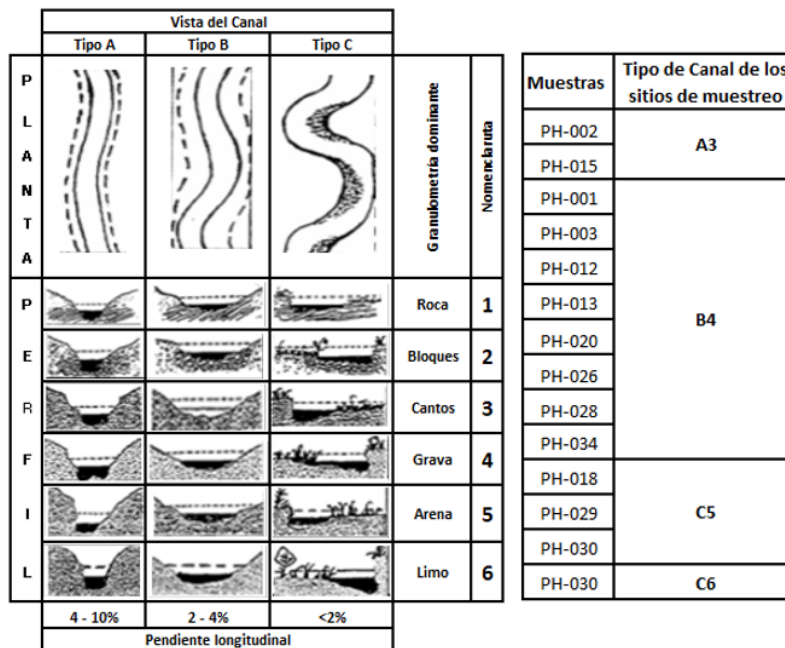 Vista del Canal
Tipo A Tipo B Tipo C
P
L
A
N
T
A
Granulometría dominante
Nomenclaruta
P Roca 1
E Bloques 2
R Cantos 3
F Grava 4
I Arena 5
L Limo 6
4 - 10% 2 - 4% <2%
Pendiente longitudinal
Muestras Tipo de Canal de los
sitios de muestreo
PH-002
PH-015
A3
PH-001
PH-003
PH-012
PH-013
PH-020
PH-026
PH-028
PH-034
B4
PH-018
PH-029
PH-030
C5
PH-030 C6